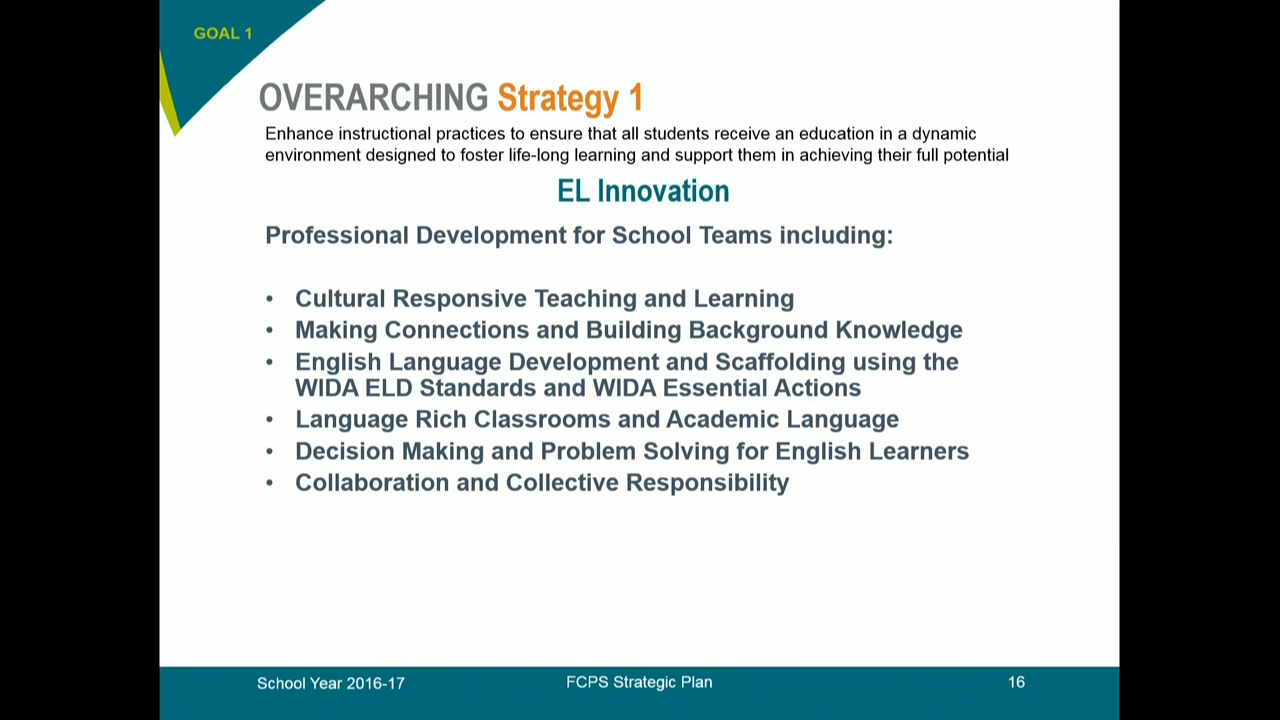 GOAL 1
OVERARCHING Strategy 1
Enhance instructional practices to ensure that all students receive an education in a dynamic
environment designed to foster life-long learning and support them in achieving their full potential
EL Innovation
Professional Development for School Teams including:
• Cultural Responsive Teaching and Learning
• Making Connections and Building Background Knowledge
• English Language Development and Scaffolding using the
WIDA ELD Standards and WIDA Essential Actions
• Language Rich Classrooms and Academic Language
• Decision Making and Problem Solving for English Learners
• Collaboration and Collective Responsibility
School Year 2016-17 FCPS Strategic Plan 16